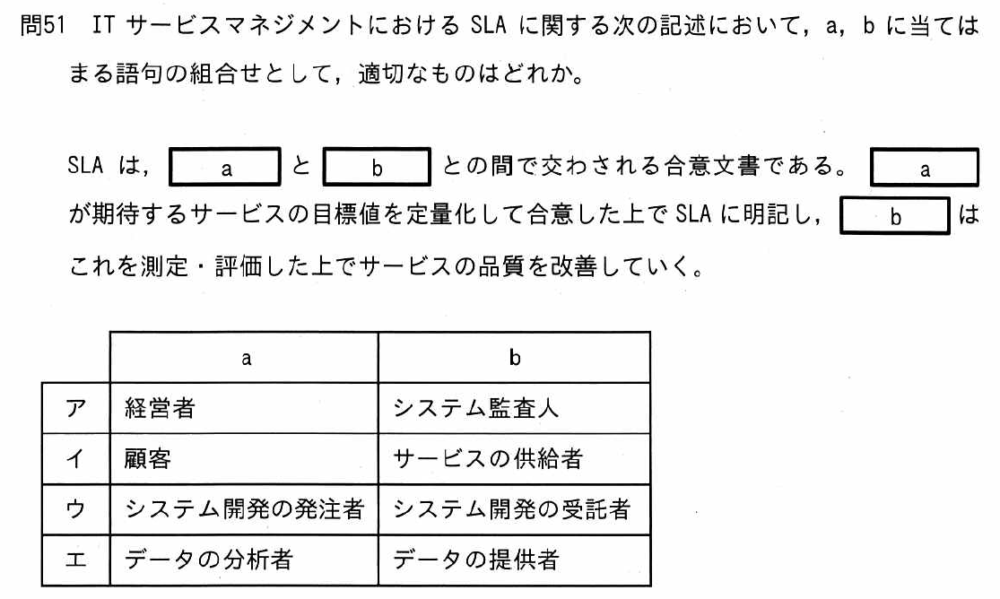 問51 IT サービスマネジメントにおける SLA に関する次の記述において，a，b に当ては
まる語句の組合せとして，適切なものはどれか。
SLA は， a と b との間で交わされる合意文書である。 a
が期待するサービスの目標値を定量化して合意した上で SLA に明記し， b は
これを測定・評価した上でサービスの品質を改善していく。
a b
ア 経営者 システム監査人
イ 顧客 サービスの供給者
ウ システム開発の発注者 システム開発の受託者
エ データの分析者 データの提供者